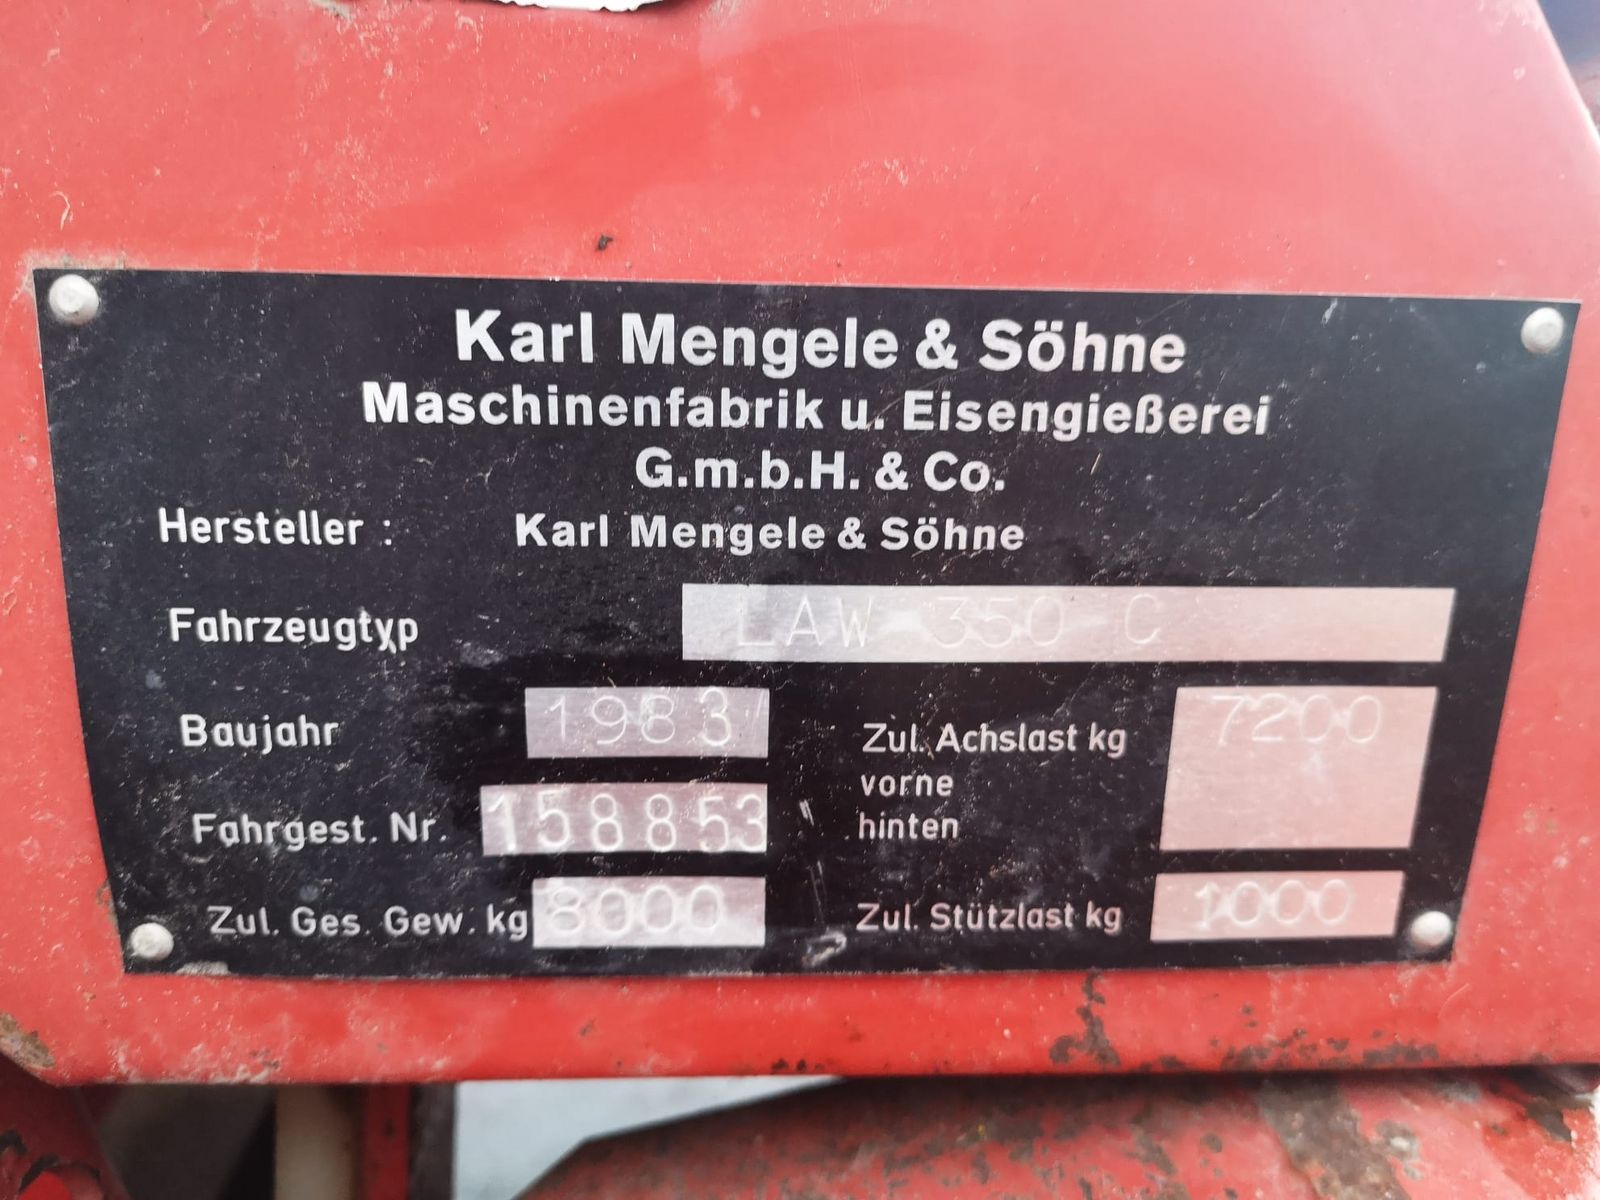 Karl Mengele & Söhne
Maschinenfabrik u. Eisengießerei
G.m.b.H. & Co.
Hersteller : Karl Mengele & Söhne
Fahrzeugtyp LAW 350 C
Baujahr 1983
Zul. Achslast kg 7200
vorne
hinten
Fahrgest. Nr. 158853
Zul. Ges. Gew. kg 8000
Zul. Stützlast kg 1000